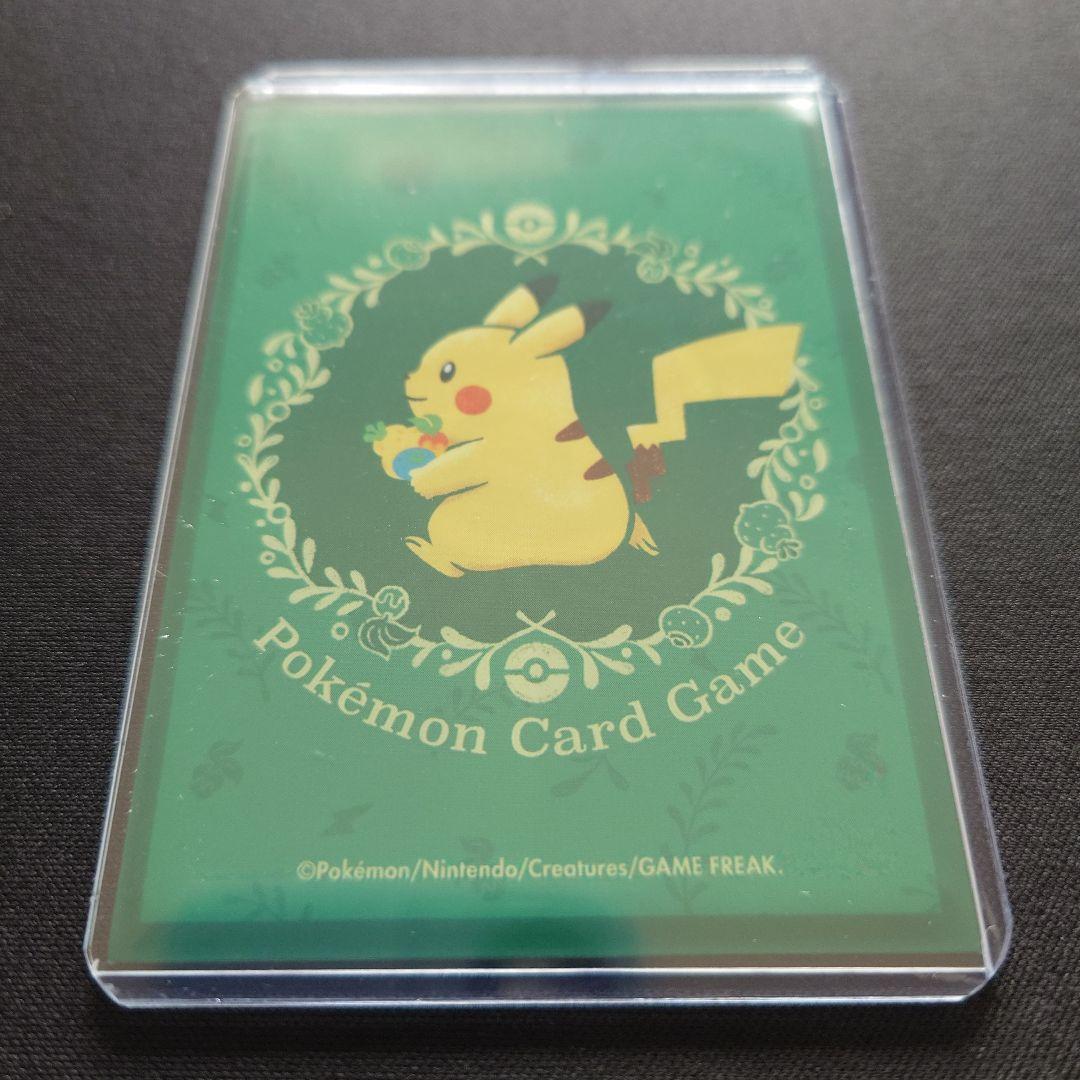 Pokémon Card Game
©Pokémon/Nintendo/Creatures/GAME FREAK.